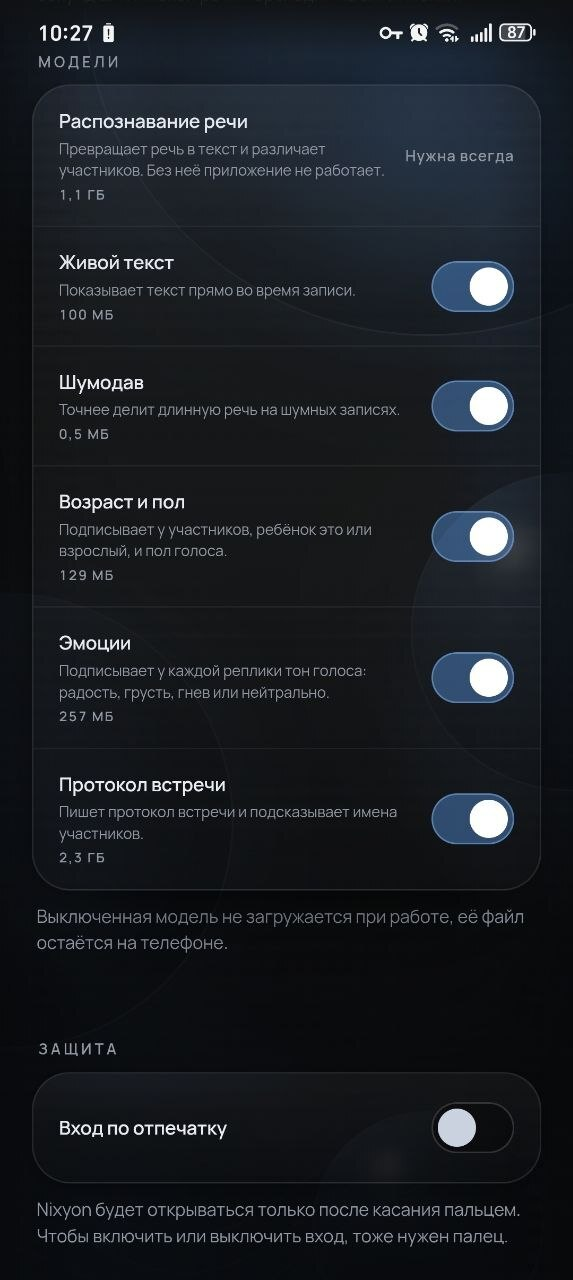 10:27
87
МОДЕЛИ
Распознавание речи
Превращает речь в текст и различает
участников. Без неё приложение не работает.
Нужна всегда
1,1 ГБ
Живой текст
Показывает текст прямо во время записи.
100 МБ
Шумодав
Точнее делит длинную речь на шумных записях.
0,5 МБ
Возраст и пол
Подписывает у участников, ребёнок это или
взрослый, и пол голоса.
129 МБ
Эмоции
Подписывает у каждой реплики тон голоса:
радость, грусть, гнев или нейтрально.
257 МБ
Протокол встречи
Пишет протокол встречи и подсказывает имена
участников.
2,3 ГБ
Выключенная модель не загружается при работе, её файл
остаётся на телефоне.
ЗАЩИТА
Вход по отпечатку
Nixyon будет открываться только после касания пальцем.
Чтобы включить или выключить вход, тоже нужен палец.